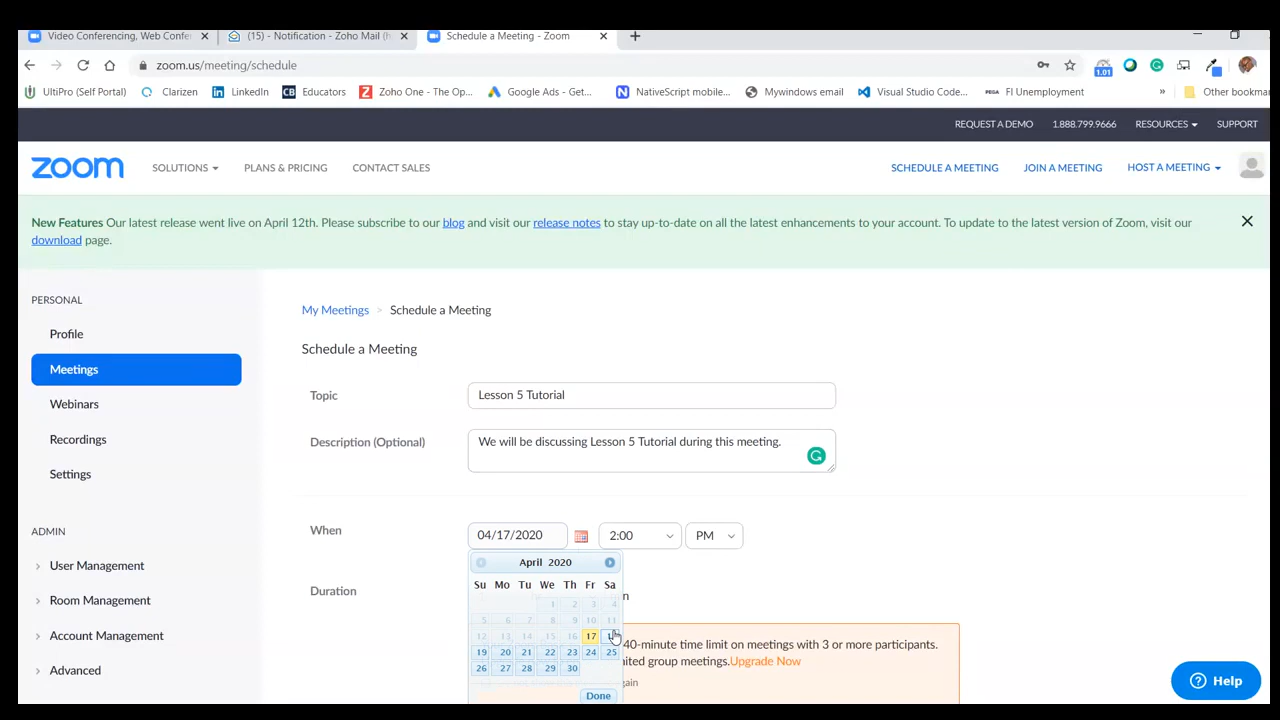 Video Conferencing, Web Confe
(15) - Notification - Zoho Mail (h
Schedule a Meeting - Zoom
zoom.us/meeting/schedule
1.01
UltiPro (Self Portal)
Clarizen
LinkedIn
CB Educators
Zoho One - The Op...
Google Ads - Get...
NativeScript mobile...
Mywindows email
Visual Studio Code...
FI Unemployment
»
Other bookmar
REQUEST A DEMO 1.888.799.9666 RESOURCES SUPPORT
zoom SOLUTIONS PLANS & PRICING CONTACT SALES SCHEDULE A MEETING JOIN A MEETING HOST A MEETING
New Features Our latest release went live on April 12th. Please subscribe to our blog and visit our release notes to stay up-to-date on all the latest enhancements to your account. To update to the latest version of Zoom, visit our
download page.
PERSONAL
Profile
Meetings
Webinars
Recordings
Settings
ADMIN
User Management
Room Management
Account Management
Advanced
My Meetings > Schedule a Meeting
Schedule a Meeting
Topic
Lesson 5 Tutorial
Description (Optional)
We will be discussing Lesson 5 Tutorial during this meeting.
When
04/17/2020 2:00 PM
April 2020
Su Mo Tu We Th Fr Sa
1 2 3 4
5 6 7 8 9 10 11
12 13 14 15 16 17
19 20 21 22 23 24 25
26 27 28 29 30
Done
Duration
40-minute time limit on meetings with 3 or more participants.
group meetings. Upgrade Now
Help